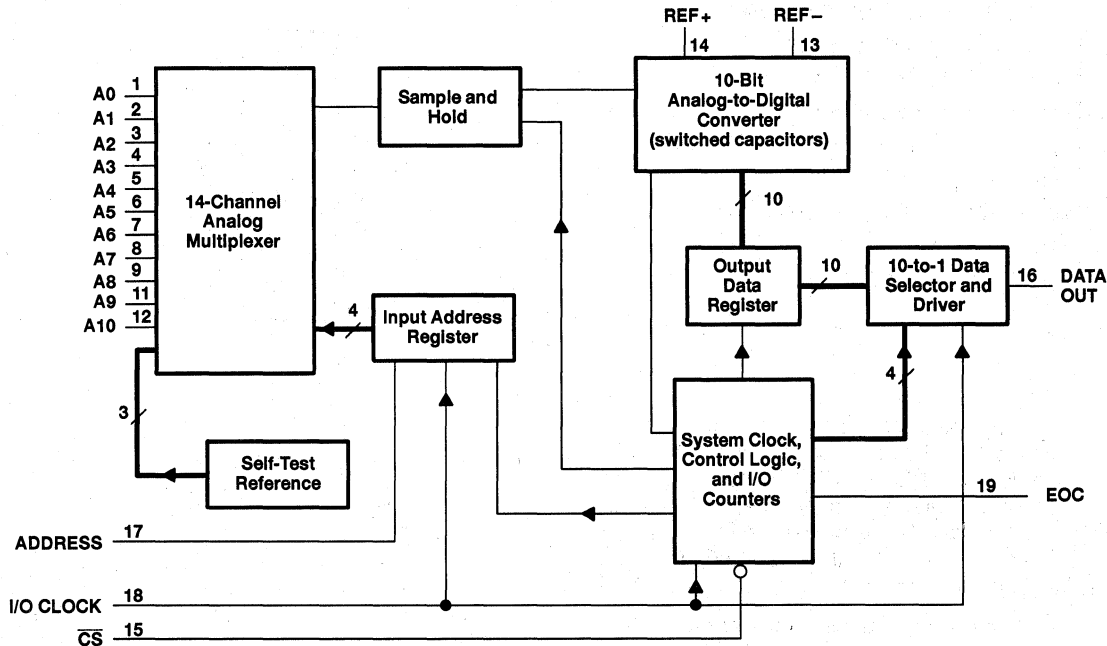 REF+ REF−
14 13
10-Bit
Analog-to-Digital
Converter
(switched capacitors)
Sample and
Hold
A0 1
A1 2
A2 3
A3 4
A4 5
A5 6
A6 7
A7 8
A8 9
A9 11
A10 12
14-Channel
Analog
Multiplexer
10
Output
Data
Register
10
10-to-1 Data
Selector and
Driver
16 DATA
OUT
4
Input Address
Register
4
3
Self-Test
Reference
System Clock,
Control Logic,
and I/O
Counters
19 EOC
ADDRESS 17
I/O CLOCK 18
C̅S̅ 15